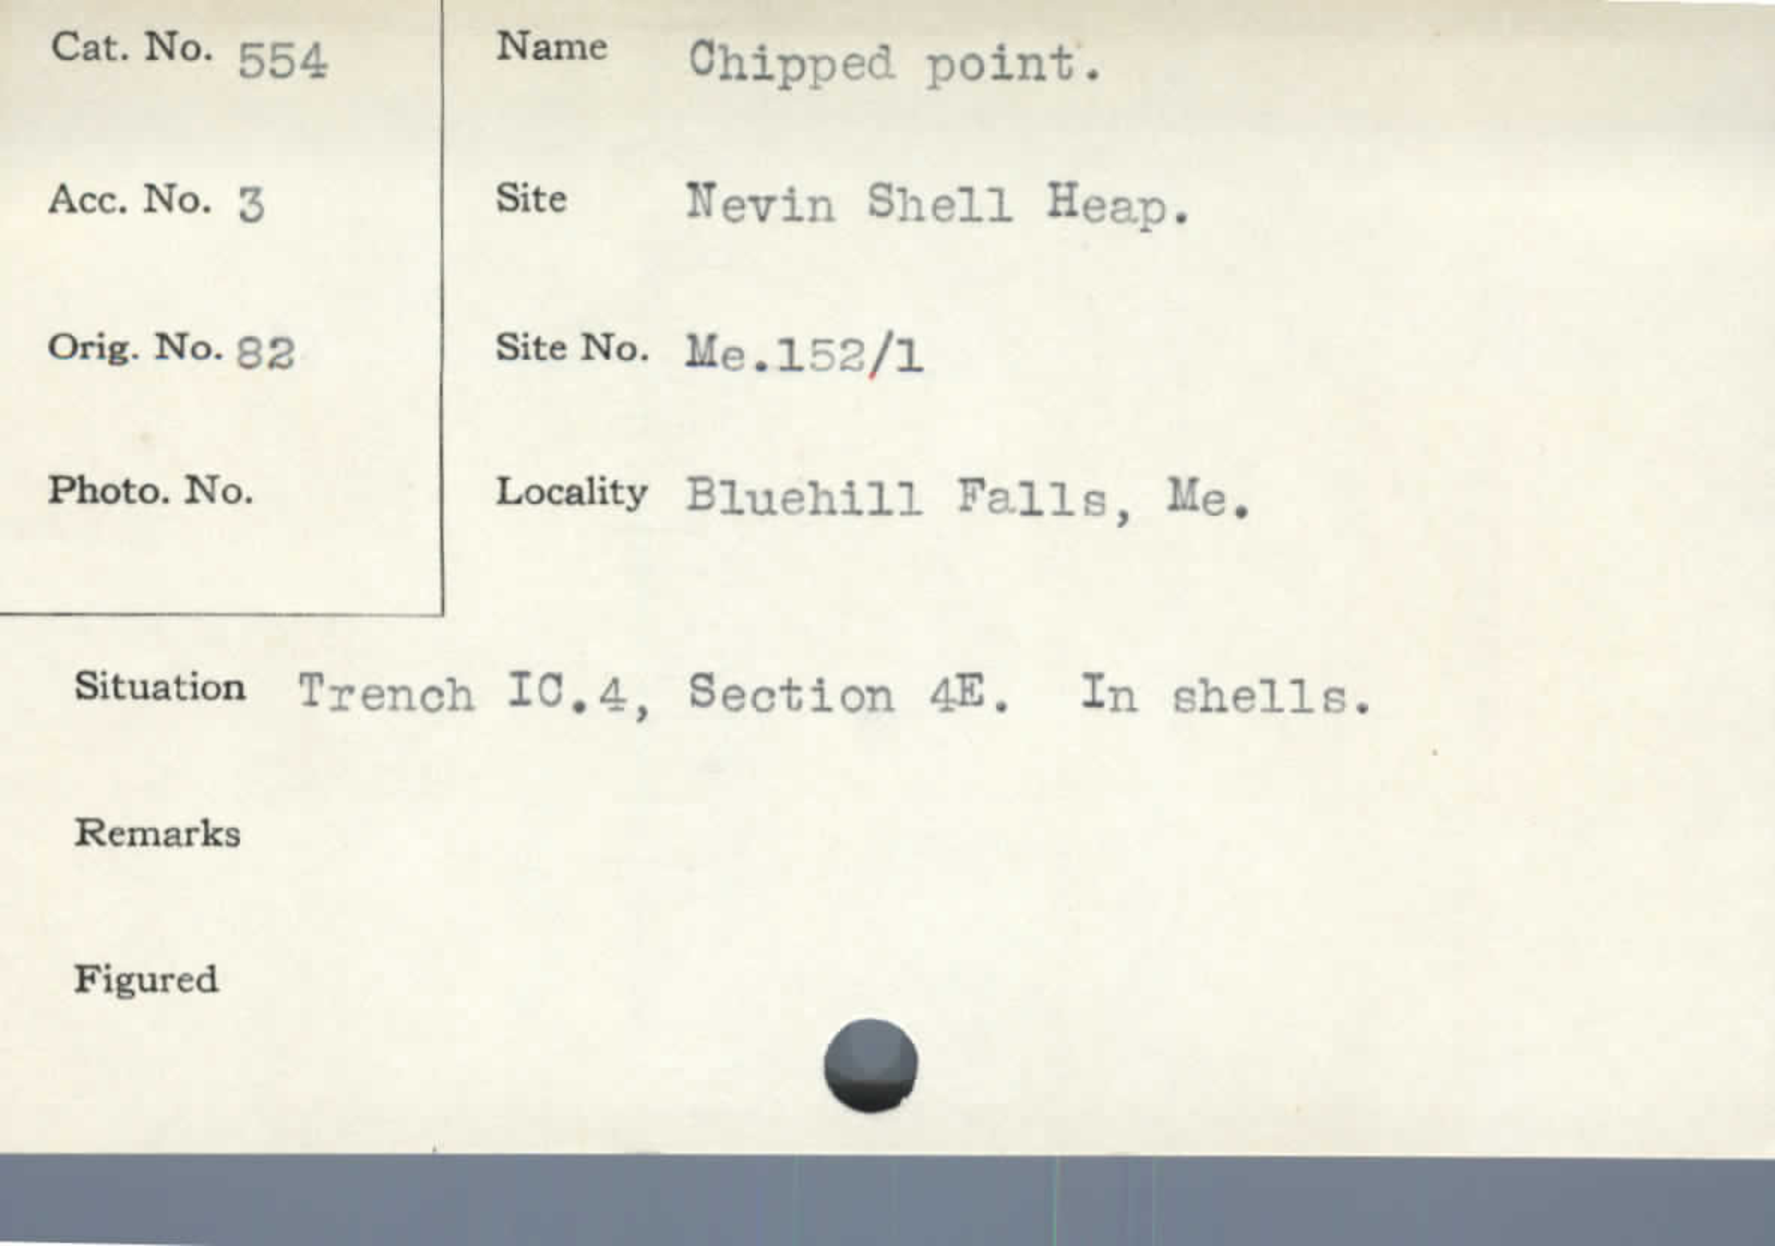 Cat. No. 554
Name Chipped point.
Acc. No. 3
Site Nevin Shell Heap.
Orig. No. 82
Site No. Me.152/1
Photo. No.
Locality Bluehill Falls, Me.
Situation Trench IC.4, Section 4E. In shells.
Remarks
Figured